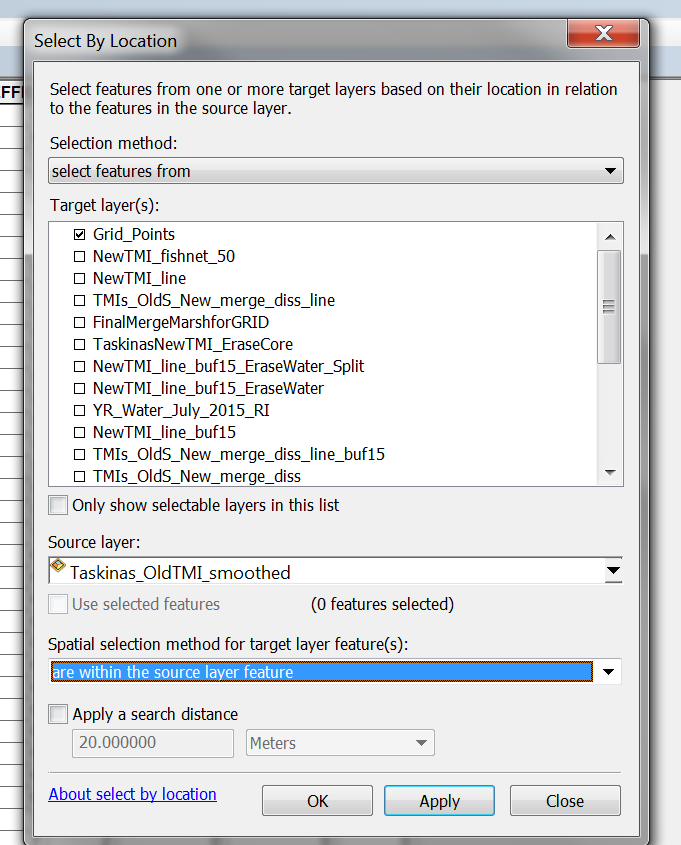 Select By Location
Select features from one or more target layers based on their location in relation
to the features in the source layer.
Selection method:
select features from
Target layer(s):
Grid_Points
NewTMI_fishnet_50
NewTMI_line
TMIs_OldS_New_merge_diss_line
FinalMergeMarshforGRID
TaskinasNewTMI_EraseCore
NewTMI_line_buf15_EraseWater_Split
NewTMI_line_buf15_EraseWater
YR_Water_July_2015_RI
NewTMI_line_buf15
TMIs_OldS_New_merge_diss_line_buf15
TMIs_OldS_New_merge_diss
Only show selectable layers in this list
Source layer:
Taskinas_OldTMI_smoothed
Use selected features (0 features selected)
Spatial selection method for target layer feature(s):
are within the source layer feature
Apply a search distance
20.000000 Meters
About select by location OK Apply Close